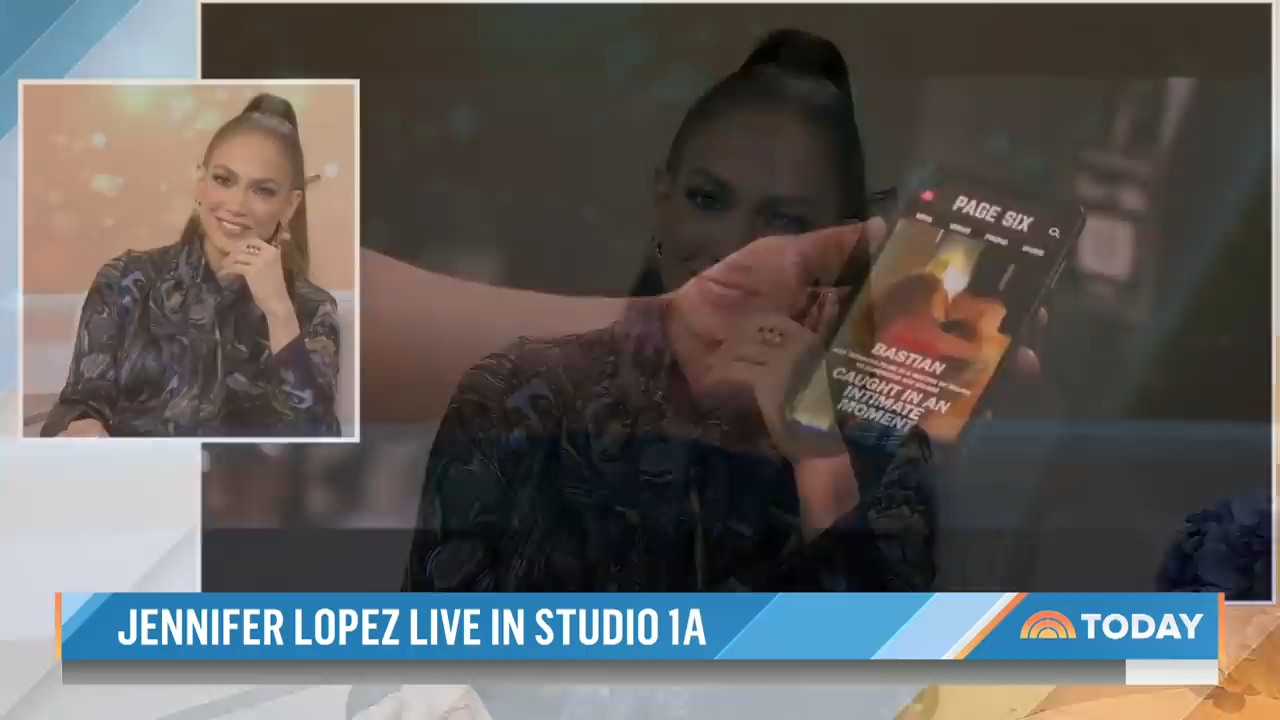 PAGE SIX
BASTIAN
CAUGHT IN AN
INTIMATE
MOMENT
JENNIFER LOPEZ LIVE IN STUDIO 1A
TODAY